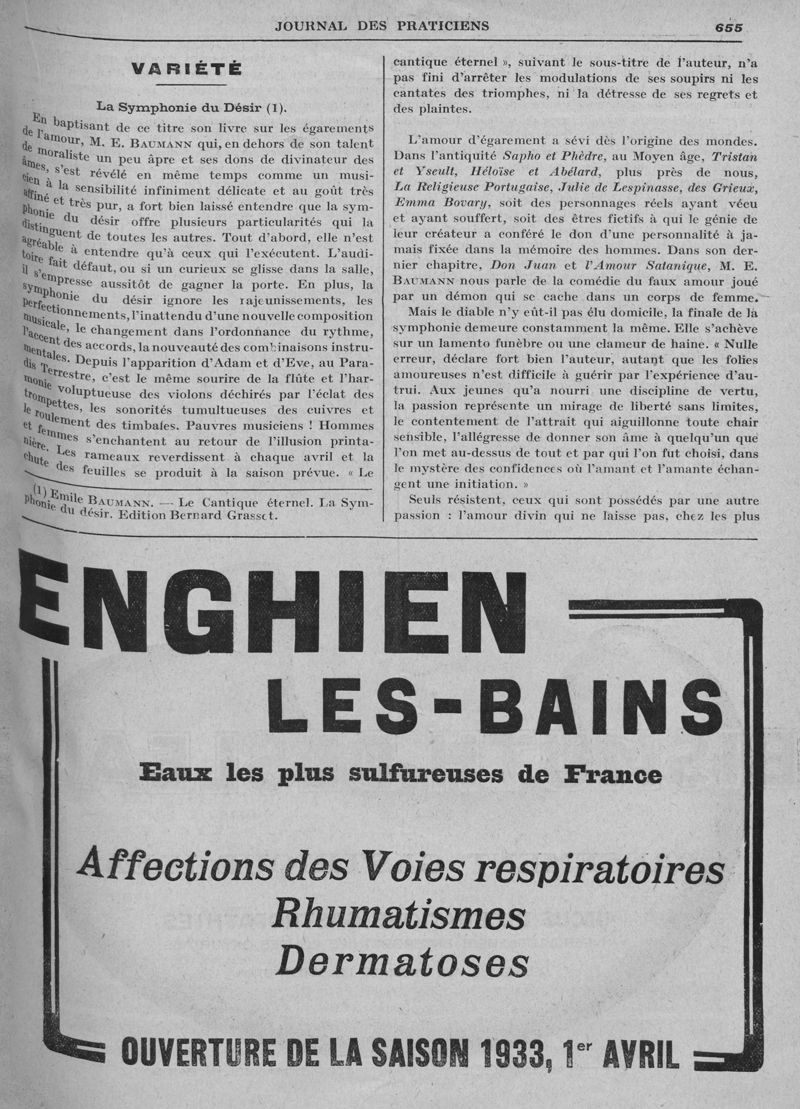 JOURNAL DES PRATICIENS
655
VARIÉTÉ
La Symphonie du Désir (1).
En baptisant de ce titre son livre sur les égarements
de l'amour, M. E. BAUMANN qui, en dehors de son talent
de moraliste un peu âpre et ses dons de divinateur des
âmes, s'est révélé en même temps comme un musi-
cien à la sensibilité infiniment délicate et au goût très
affiné et très pur, a fort bien laissé entendre que la sym-
phonie du désir offre plusieurs particularités qui la
distinguent de toutes les autres. Tout d'abord, elle n'est
agréable à entendre qu'à ceux qui l'exécutent. L'audi-
toire fait défaut, ou si un curieux se glisse dans la salle,
il s'empresse aussitôt de gagner la porte. En plus, la
symphonie du désir ignore les rajeunissements, les
perfectionnements, l'inattendu d'une nouvelle composition
musicale, le changement dans l'ordonnance du rythme,
l'accent des accords, la nouveauté des combinaisons instru-
mentales. Depuis l'apparition d'Adam et d'Eve, au Para-
dis Terrestre, c'est le même sourire de la flûte et l'har-
monie voluptueuse des violons déchirés par l'éclat des
trompettes, les sonorités tumultueuses des cuivres et
le roulement des timbales. Pauvres musiciens ! Hommes
et femmes s'enchantent au retour de l'illusion printa-
nière. Les rameaux reverdissent à chaque avril et la
chute des feuilles se produit à la saison prévue. « Le
(1) Emile BAUMANN. — Le Cantique éternel. La Sym-
phonie du désir. Edition Bernard Grasset.
cantique éternel », suivant le sous-titre de l'auteur, n'a
pas fini d'arrêter les modulations de ses soupirs ni les
cantates des triomphes, ni la détresse de ses regrets et
des plaintes.
L'amour d'égarement a sévi dès l'origine des mondes.
Dans l'antiquité Sapho et Phèdre, au Moyen âge, Tristan
et Yseult, Héloïse et Abélard, plus près de nous,
La Religieuse Portugaise, Julie de Lespinasse, des Grieux,
Emma Bovary, soit des personnages réels ayant vécu
et ayant souffert, soit des êtres fictifs à qui le génie de
leur créateur a conféré le don d'une personnalité à ja-
mais fixée dans la mémoire des hommes. Dans son der-
nier chapitre, Don Juan et l'Amour Satanique, M. E.
BAUMANN nous parle de la comédie du faux amour joué
par un démon qui se cache dans un corps de femme.
Mais le diable n'y eût-il pas élu domicile, la finale de la
symphonie demeure constamment la même. Elle s'achève
sur un lamento funèbre ou une clameur de haine. « Nulle
erreur, déclare fort bien l'auteur, autant que les folies
amoureuses n'est difficile à guérir par l'expérience d'au-
trui. Aux jeunes qu'a nourri une discipline de vertu,
la passion représente un mirage de liberté sans limites,
le contentement de l'attrait qui aiguillonne toute chair
sensible, l'allégresse de donner son âme à quelqu'un que
l'on met au-dessus de tout et par qui l'on fut choisi, dans
le mystère des confidences où l'amant et l'amante échan-
gent une initiation. »
Seuls résistent, ceux qui sont possédés par une autre
passion : l'amour divin qui ne laisse pas, chez les plus
ENGHIEN
LES-BAINS
Eaux les plus sulfureuses de France
Affections des Voies respiratoires
Rhumatismes
Dermatoses
OUVERTURE DE LA SAISON 1933, 1er AVRIL